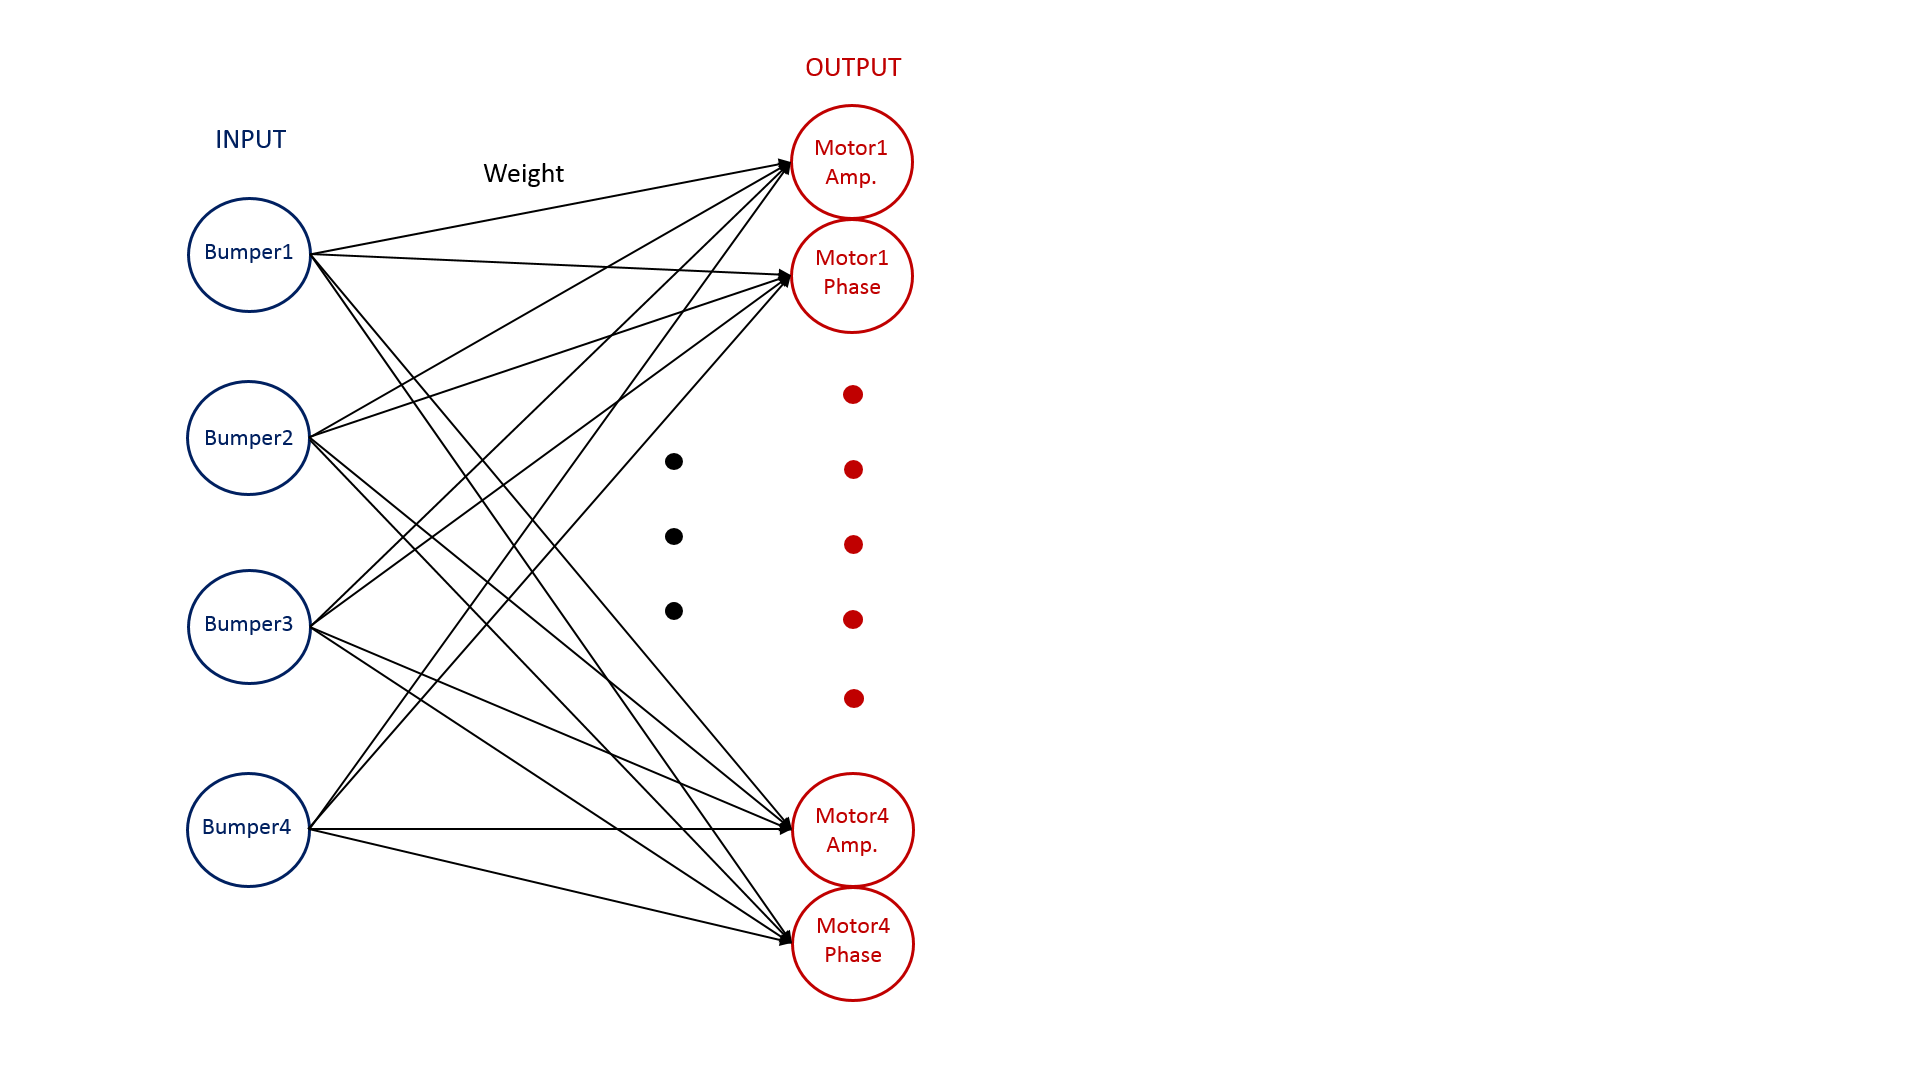 OUTPUT
INPUT
Weight
Bumper1
Bumper2
Bumper3
Bumper4
Motor1
Amp.
Motor1
Phase
Motor4
Amp.
Motor4
Phase